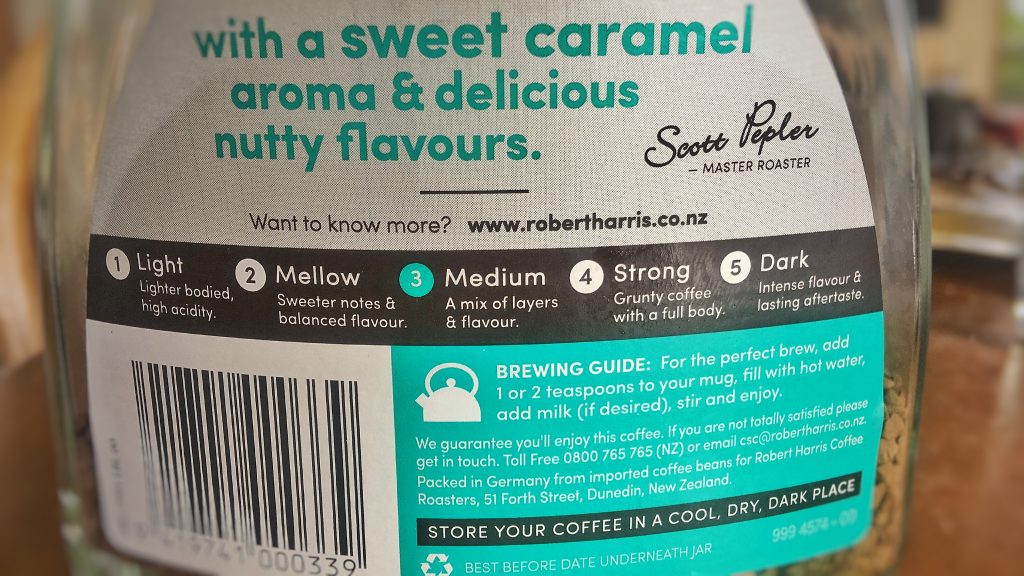 with a sweet caramel
aroma & delicious
nutty flavours.
Scott Pepler
— MASTER ROASTER
Want to know more? www.robertharris.co.nz
1 Light
Lighter bodied,
high acidity.
2 Mellow
Sweeter notes &
balanced flavour.
3 Medium
A mix of layers
& flavour.
4 Strong
Grunty coffee
with a full body.
5 Dark
Intense flavour &
lasting aftertaste.
BREWING GUIDE: For the perfect brew, add
1 or 2 teaspoons to your mug, fill with hot water,
add milk (if desired), stir and enjoy.
We guarantee you'll enjoy this coffee. If you are not totally satisfied please
get in touch. Toll Free 0800 765 765 (NZ) or email csc@robertharris.co.nz.
Packed in Germany from imported coffee beans for Robert Harris Coffee
Roasters, 51 Forth Street, Dunedin, New Zealand.
STORE YOUR COFFEE IN A COOL, DRY, DARK PLACE
BEST BEFORE DATE UNDERNEATH JAR
999 4574 - 09
000339